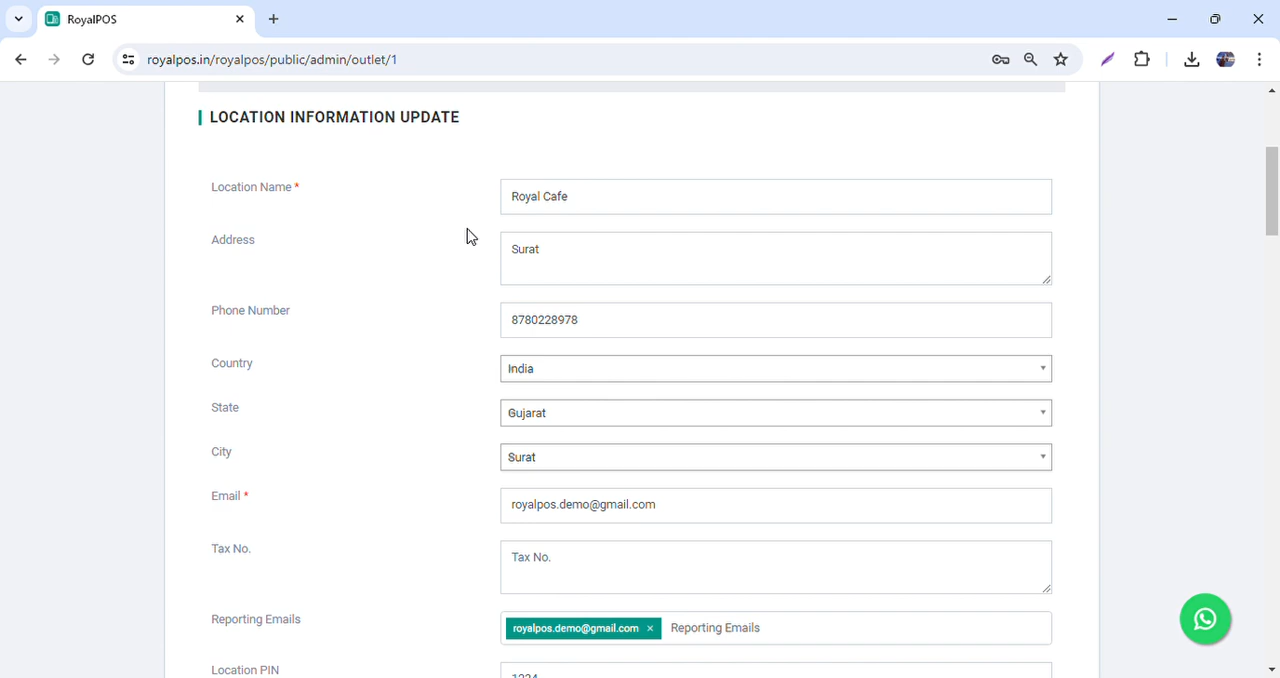 RoyalPOS
royalpos.in/royalpos/public/admin/outlet/1
LOCATION INFORMATION UPDATE
Location Name *
Royal Cafe
Address
Surat
Phone Number
8780228978
Country
India
State
Gujarat
City
Surat
Email *
royalpos.demo@gmail.com
Tax No.
Tax No.
Reporting Emails
royalpos.demo@gmail.com × Reporting Emails
Location PIN
1234